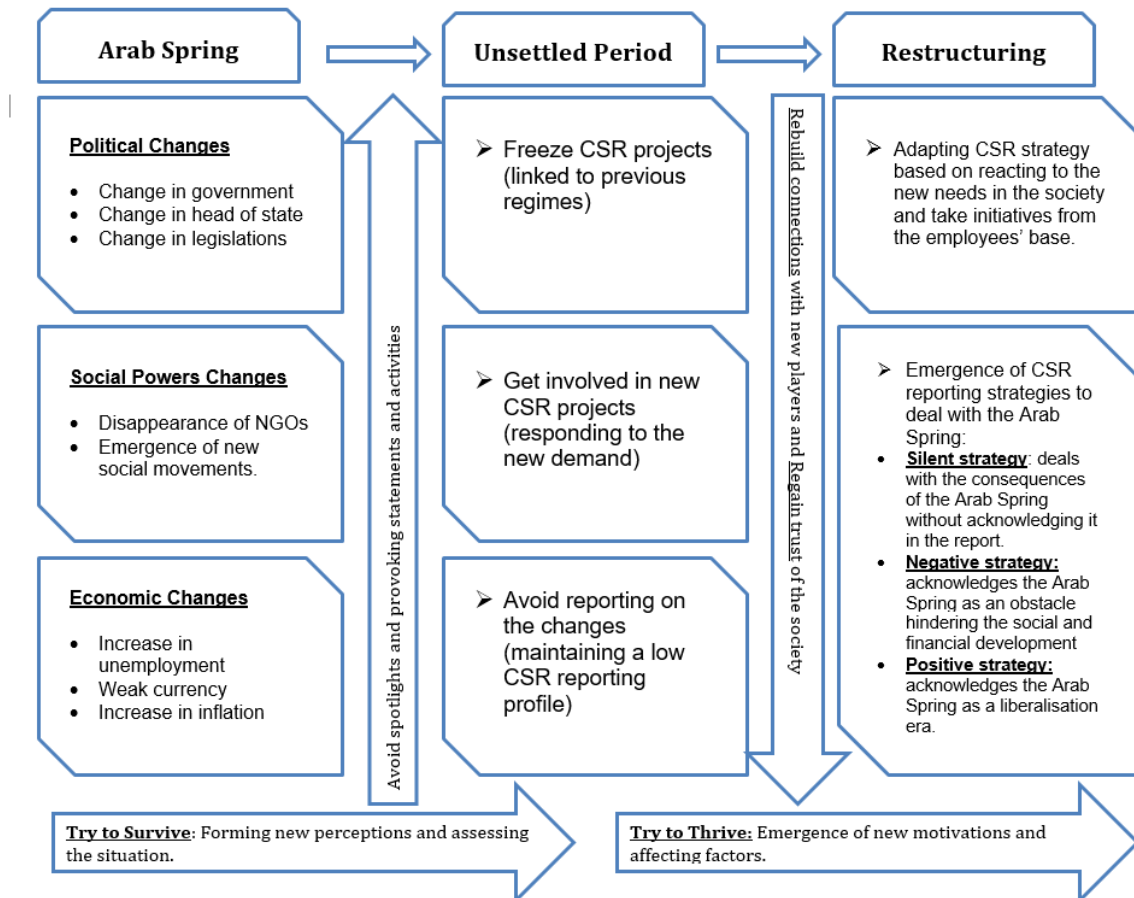 Arab Spring
Unsettled Period
Restructuring
Political Changes
• Change in government
• Change in head of state
• Change in legislations
Social Powers Changes
• Disappearance of NGOs
• Emergence of new
social movements.
Economic Changes
• Increase in
unemployment
• Weak currency
• Increase in inflation
Avoid spotlights and provoking statements and activities
➢ Freeze CSR projects
(linked to previous
regimes)
➢ Get involved in new
CSR projects
(responding to the
new demand)
➢ Avoid reporting on
the changes
(maintaining a low
CSR reporting
profile)
Rebuild connections with new players and Regain trust of the society
➢ Adapting CSR strategy
based on reacting to the
new needs in the society
and take initiatives from
the employees’ base.
➢ Emergence of CSR
reporting strategies to
deal with the Arab
Spring:
• Silent strategy: deals
with the consequences
of the Arab Spring
without acknowledging it
in the report.
• Negative strategy:
acknowledges the Arab
Spring as an obstacle
hindering the social and
financial development
• Positive strategy:
acknowledges the Arab
Spring as a liberalisation
era.
Try to Survive: Forming new perceptions and assessing
the situation.
Try to Thrive: Emergence of new motivations and
affecting factors.